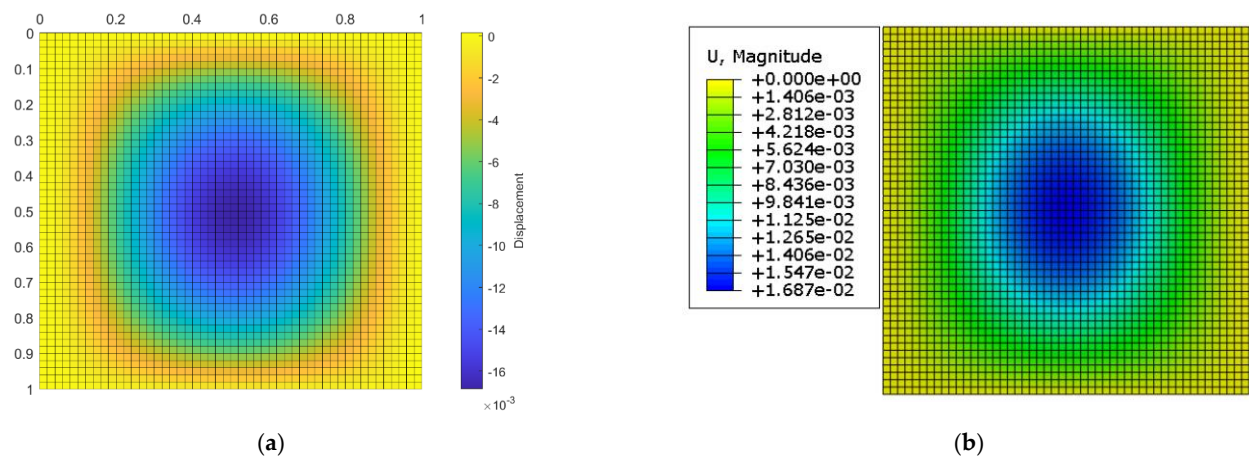 0 0.2 0.4 0.6 0.8 1
0
0.1
0.2
0.3
0.4
0.5
0.6
0.7
0.8
0.9
1
0
-2
-4
-6
-8
-10
-12
-14
-16
×10⁻³
Displacement
(a)
U, Magnitude
+0.000e+00
+1.406e-03
+2.812e-03
+4.218e-03
+5.624e-03
+7.030e-03
+8.436e-03
+9.841e-03
+1.125e-02
+1.265e-02
+1.406e-02
+1.547e-02
+1.687e-02
(b)